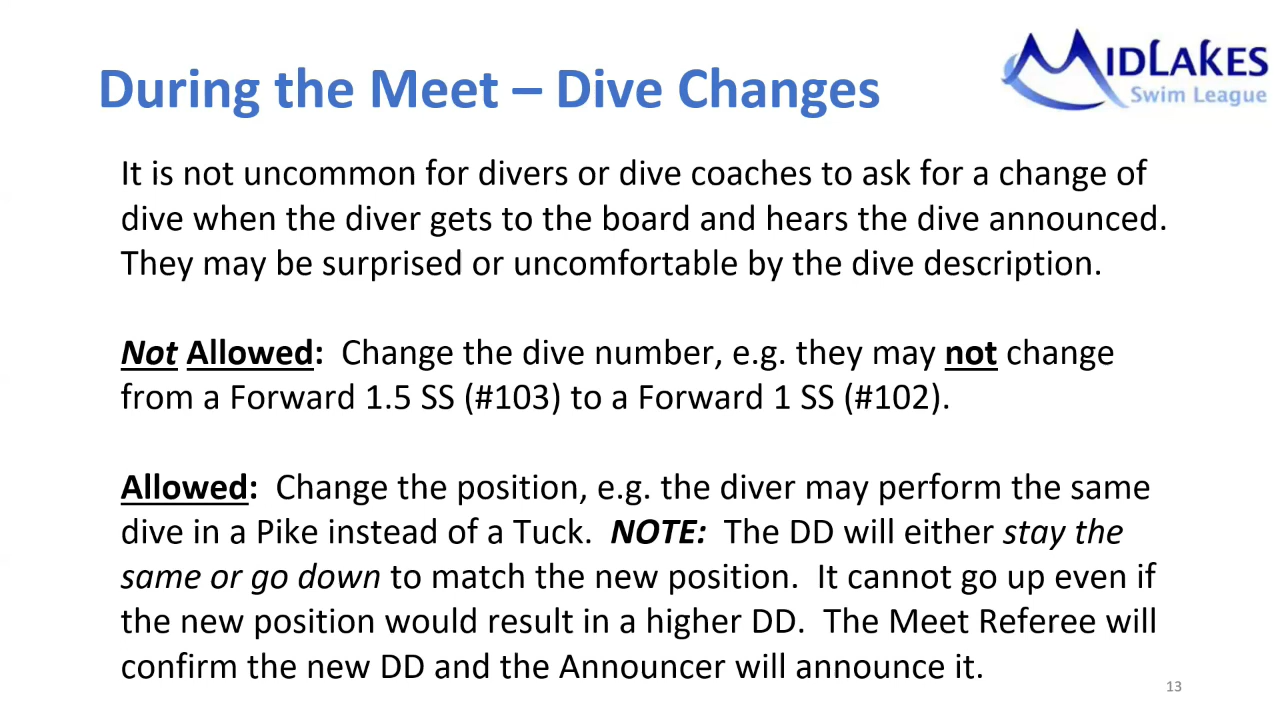 During the Meet – Dive Changes
MIDLAKES
Swim League
It is not uncommon for divers or dive coaches to ask for a change of
dive when the diver gets to the board and hears the dive announced.
They may be surprised or uncomfortable by the dive description.
Not Allowed:  Change the dive number, e.g. they may not change
from a Forward 1.5 SS (#103) to a Forward 1 SS (#102).
Allowed:  Change the position, e.g. the diver may perform the same
dive in a Pike instead of a Tuck.  NOTE:  The DD will either stay the
same or go down to match the new position.  It cannot go up even if
the new position would result in a higher DD.  The Meet Referee will
confirm the new DD and the Announcer will announce it.
13